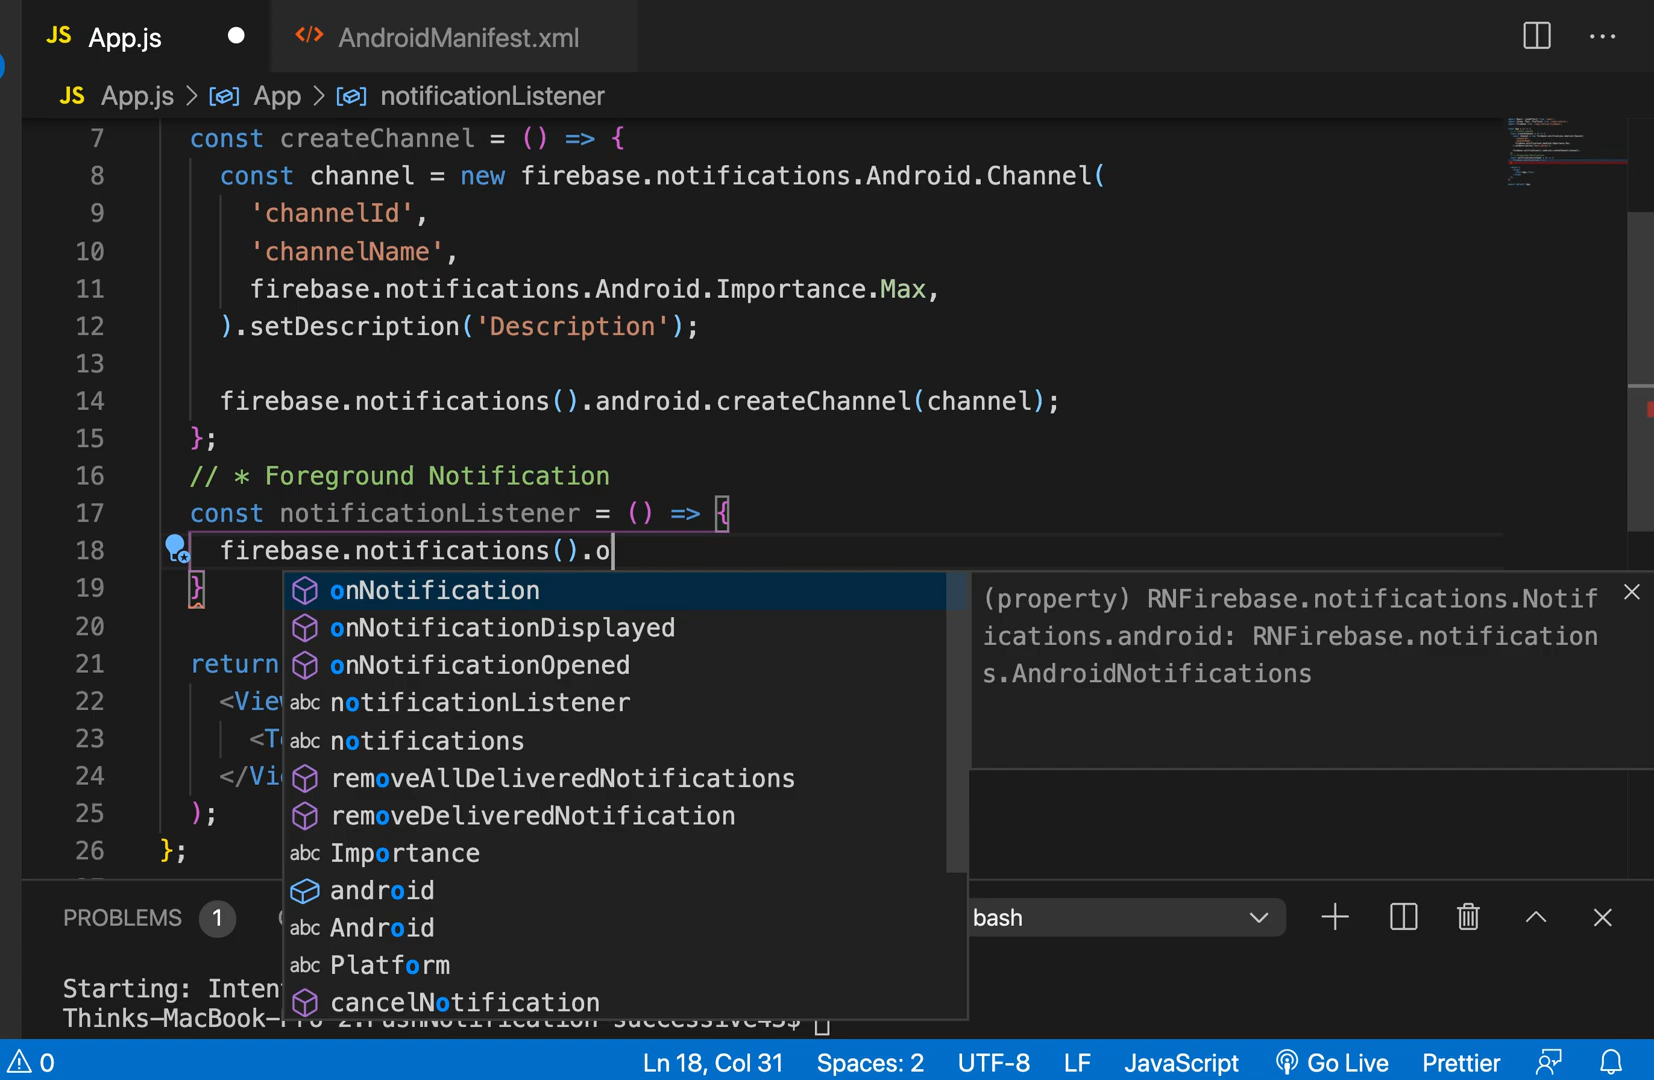 JS App.js
</> AndroidManifest.xml
...
JS App.js > App > notificationListener
7 const createChannel = () => {
8 const channel = new firebase.notifications.Android.Channel(
9 'channelId',
10 'channelName',
11 firebase.notifications.Android.Importance.Max,
12 ).setDescription('Description');
13
14 firebase.notifications().android.createChannel(channel);
15 };
16 // * Foreground Notification
17 const notificationListener = () => {
18 firebase.notifications().o
19 }
20
21 return
22 <View
23 <T
24 </Vi
25 );
26 };
onNotification
onNotificationDisplayed
onNotificationOpened
abc notificationListener
abc notifications
removeAllDeliveredNotifications
removeDeliveredNotification
abc Importance
android
abc Android
abc Platform
cancelNotification
(property) RNFirebase.notifications.Notif
ications.android: RNFirebase.notification
s.AndroidNotifications
PROBLEMS 1
bash
Starting: Inten
Thinks-MacBook-Pro-2:PushNotification successive43$
0 Ln 18, Col 31 Spaces: 2 UTF-8 LF JavaScript Go Live Prettier